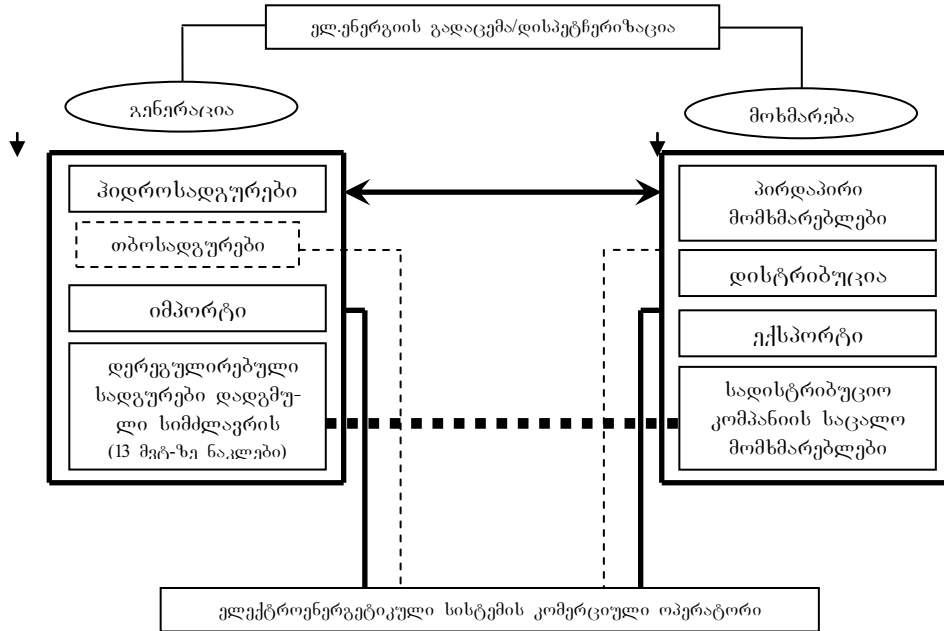 ელ.ენერგიის გადაცემა/დისპეტჩერიზაცია
გენერაცია
მოხმარება
ჰიდროსადგურები
თბოსადგურები
იმპორტი
დერეგულირებული
სადგურები დადგმუ-
ლი სიმძლავრის
(13 მვტ-ზე ნაკლები)
პირდაპირი
მომხმარებლები
დისტრიბუცია
ექსპორტი
სადისტრიბუციო
კომპანიის საცალო
მომხმარებლები
ელექტროენერგეტიკული სისტემის კომერციული ოპერატორი